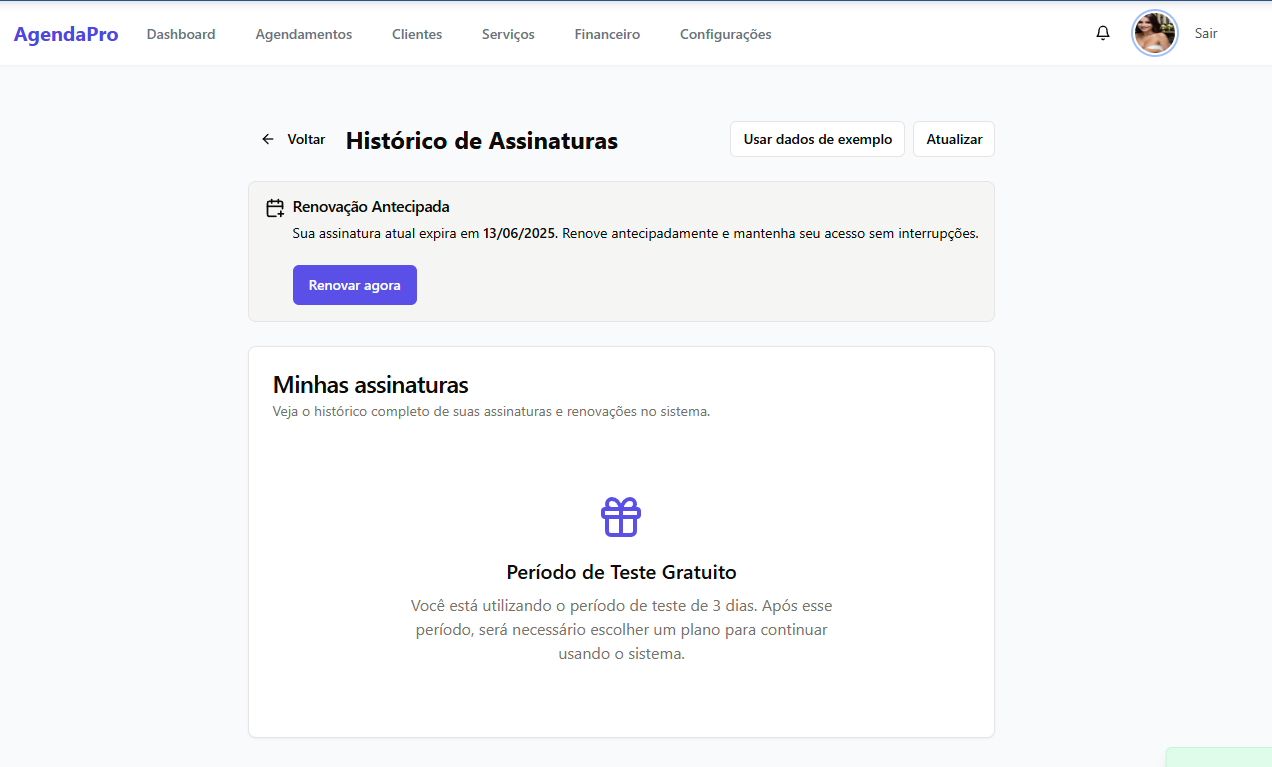 AgendaPro
Dashboard
Agendamentos
Clientes
Serviços
Financeiro
Configurações
Sair
Voltar
Histórico de Assinaturas
Usar dados de exemplo
Atualizar
Renovação Antecipada
Sua assinatura atual expira em 13/06/2025. Renove antecipadamente e mantenha seu acesso sem interrupções.
Renovar agora
Minhas assinaturas
Veja o histórico completo de suas assinaturas e renovações no sistema.
Período de Teste Gratuito
Você está utilizando o período de teste de 3 dias. Após esse
período, será necessário escolher um plano para continuar
usando o sistema.